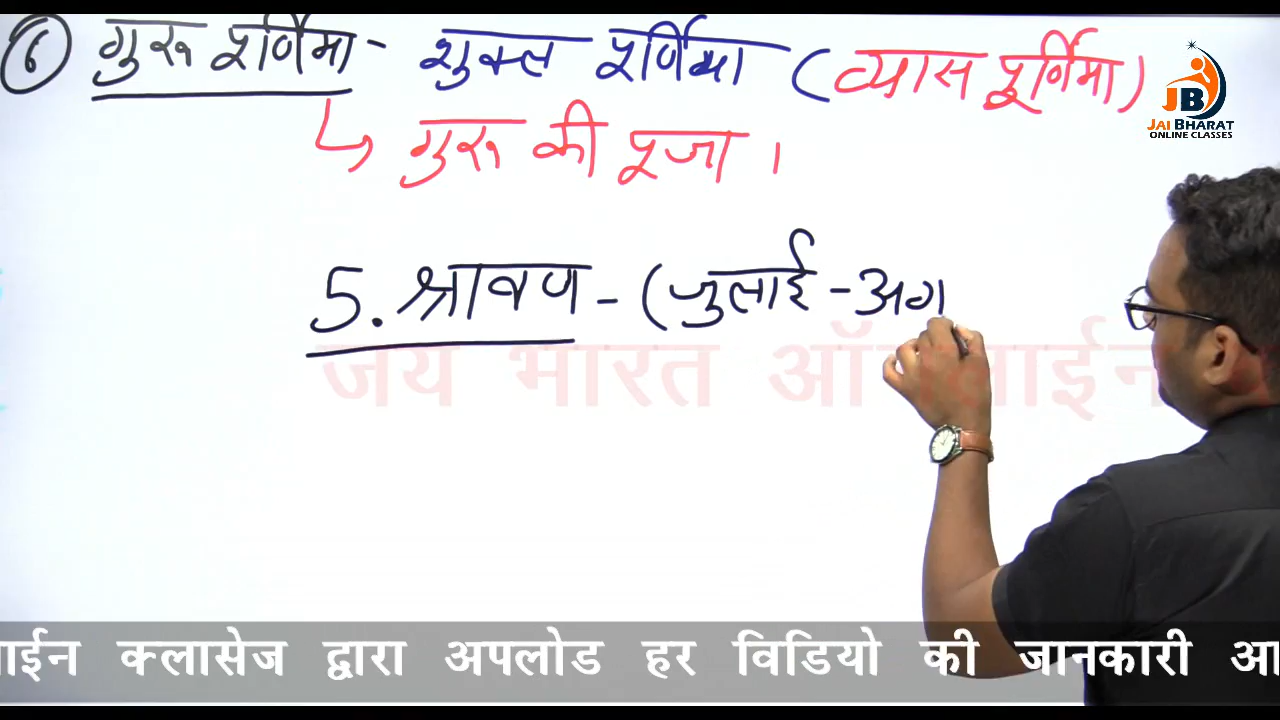 6 गुरू पूर्णिमा - शुक्ल पूर्णिमा (व्यास पूर्णिमा)
JB
JAI BHARAT
ONLINE CLASSES
↳ गुरू की पूजा ।
5. श्रावण - (जुलाई - अग
जय भारत ऑनलाईन
लाईन क्लासेज द्वारा अपलोड हर विडियो की जानकारी आ